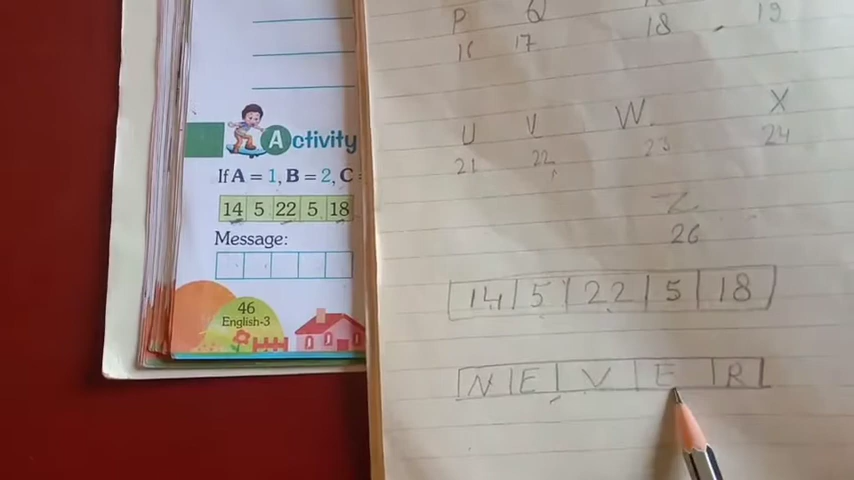 Activity
If A = 1, B = 2, C =
14 5 22 5 18
Message:
46
English-3
P Q
16 17 18 19
U V W X
21 22 23 24
Z
26
14 5 22 5 18
N E V E R